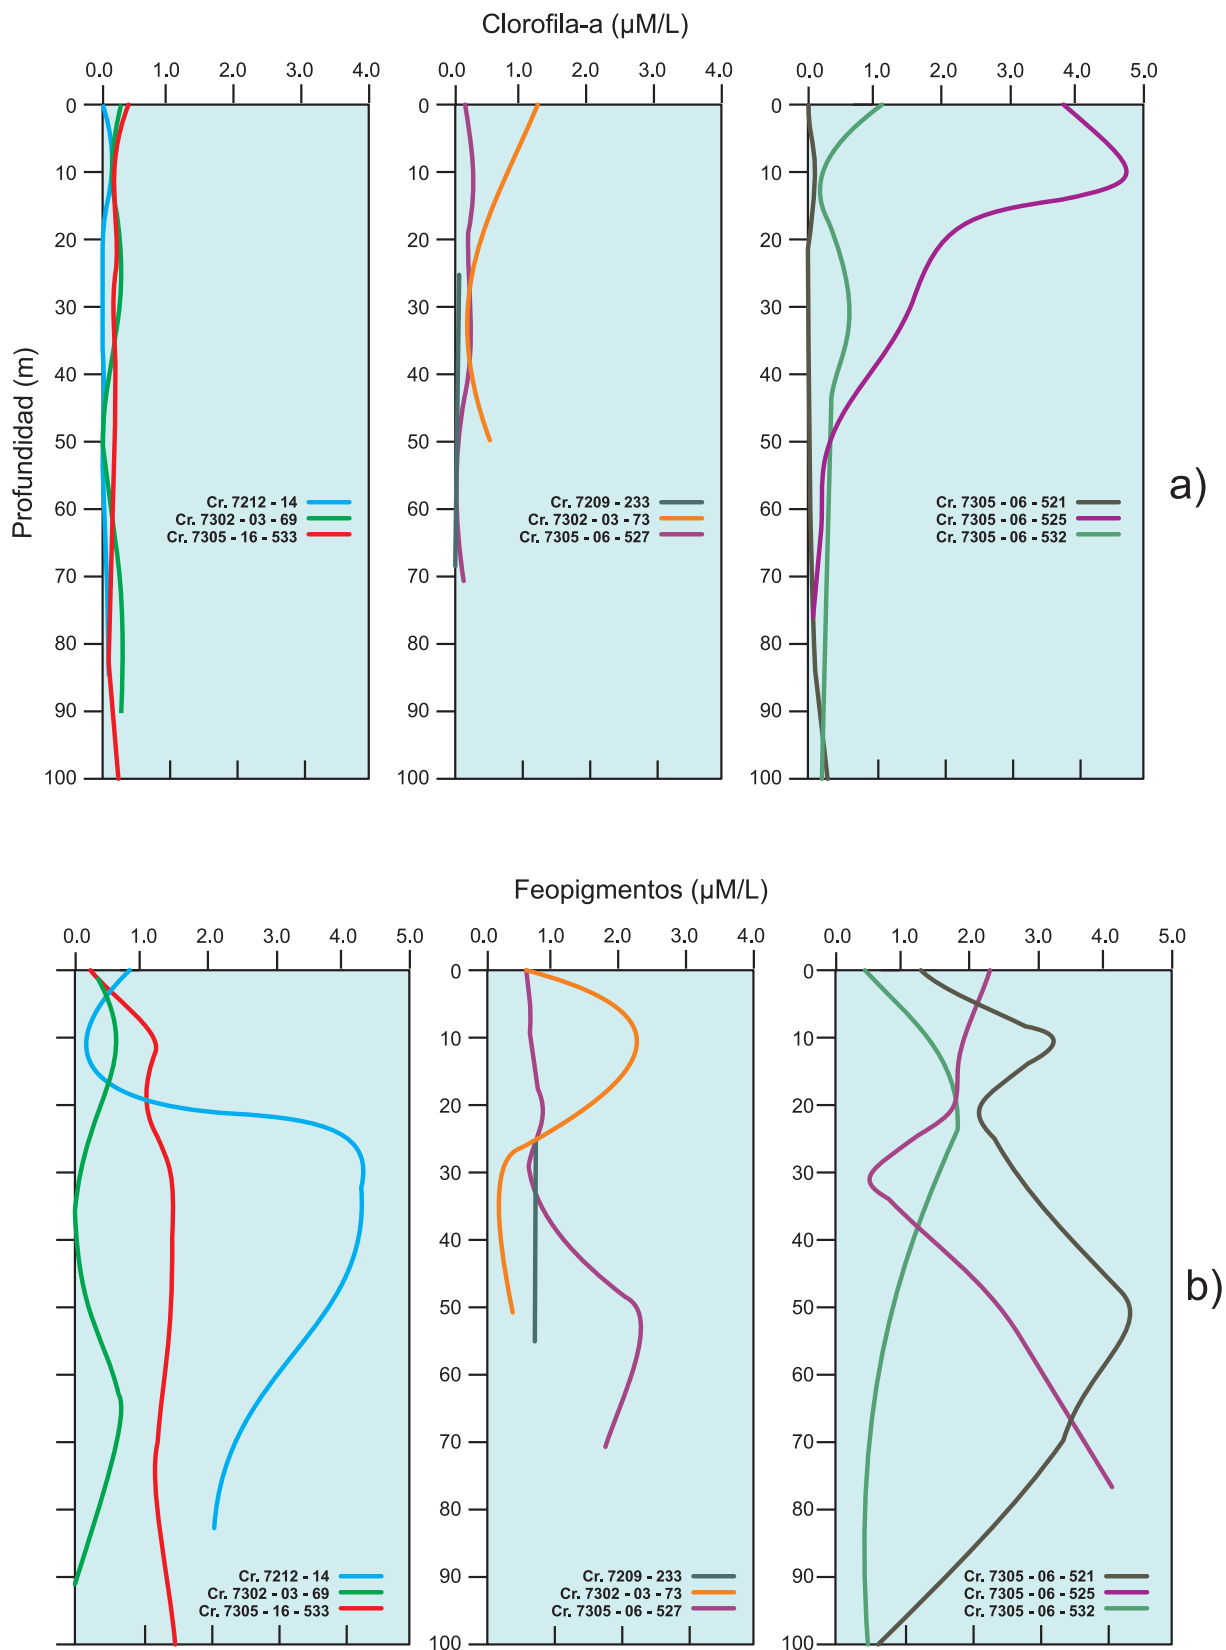 Clorofila-a (µM/L)
0.0 1.0 2.0 3.0 4.0
0.0 1.0 2.0 3.0 4.0
0.0 1.0 2.0 3.0 4.0 5.0
Profundidad (m)
0
10
20
30
40
50
60
70
80
90
100
Cr. 7212 - 14
Cr. 7302 - 03 - 69
Cr. 7305 - 16 - 533
0
10
20
30
40
50
60
70
80
90
100
Cr. 7209 - 233
Cr. 7302 - 03 - 73
Cr. 7305 - 06 - 527
0
10
20
30
40
50
60
70
80
90
100
Cr. 7305 - 06 - 521
Cr. 7305 - 06 - 525
Cr. 7305 - 06 - 532
a)
Feopigmentos (µM/L)
0.0 1.0 2.0 3.0 4.0 5.0
0.0 1.0 2.0 3.0 4.0
0.0 1.0 2.0 3.0 4.0 5.0
Cr. 7212 - 14
Cr. 7302 - 03 - 69
Cr. 7305 - 16 - 533
0
10
20
30
40
50
60
70
80
90
100
Cr. 7209 - 233
Cr. 7302 - 03 - 73
Cr. 7305 - 06 - 527
0
10
20
30
40
50
60
70
80
90
100
Cr. 7305 - 06 - 521
Cr. 7305 - 06 - 525
Cr. 7305 - 06 - 532
b)